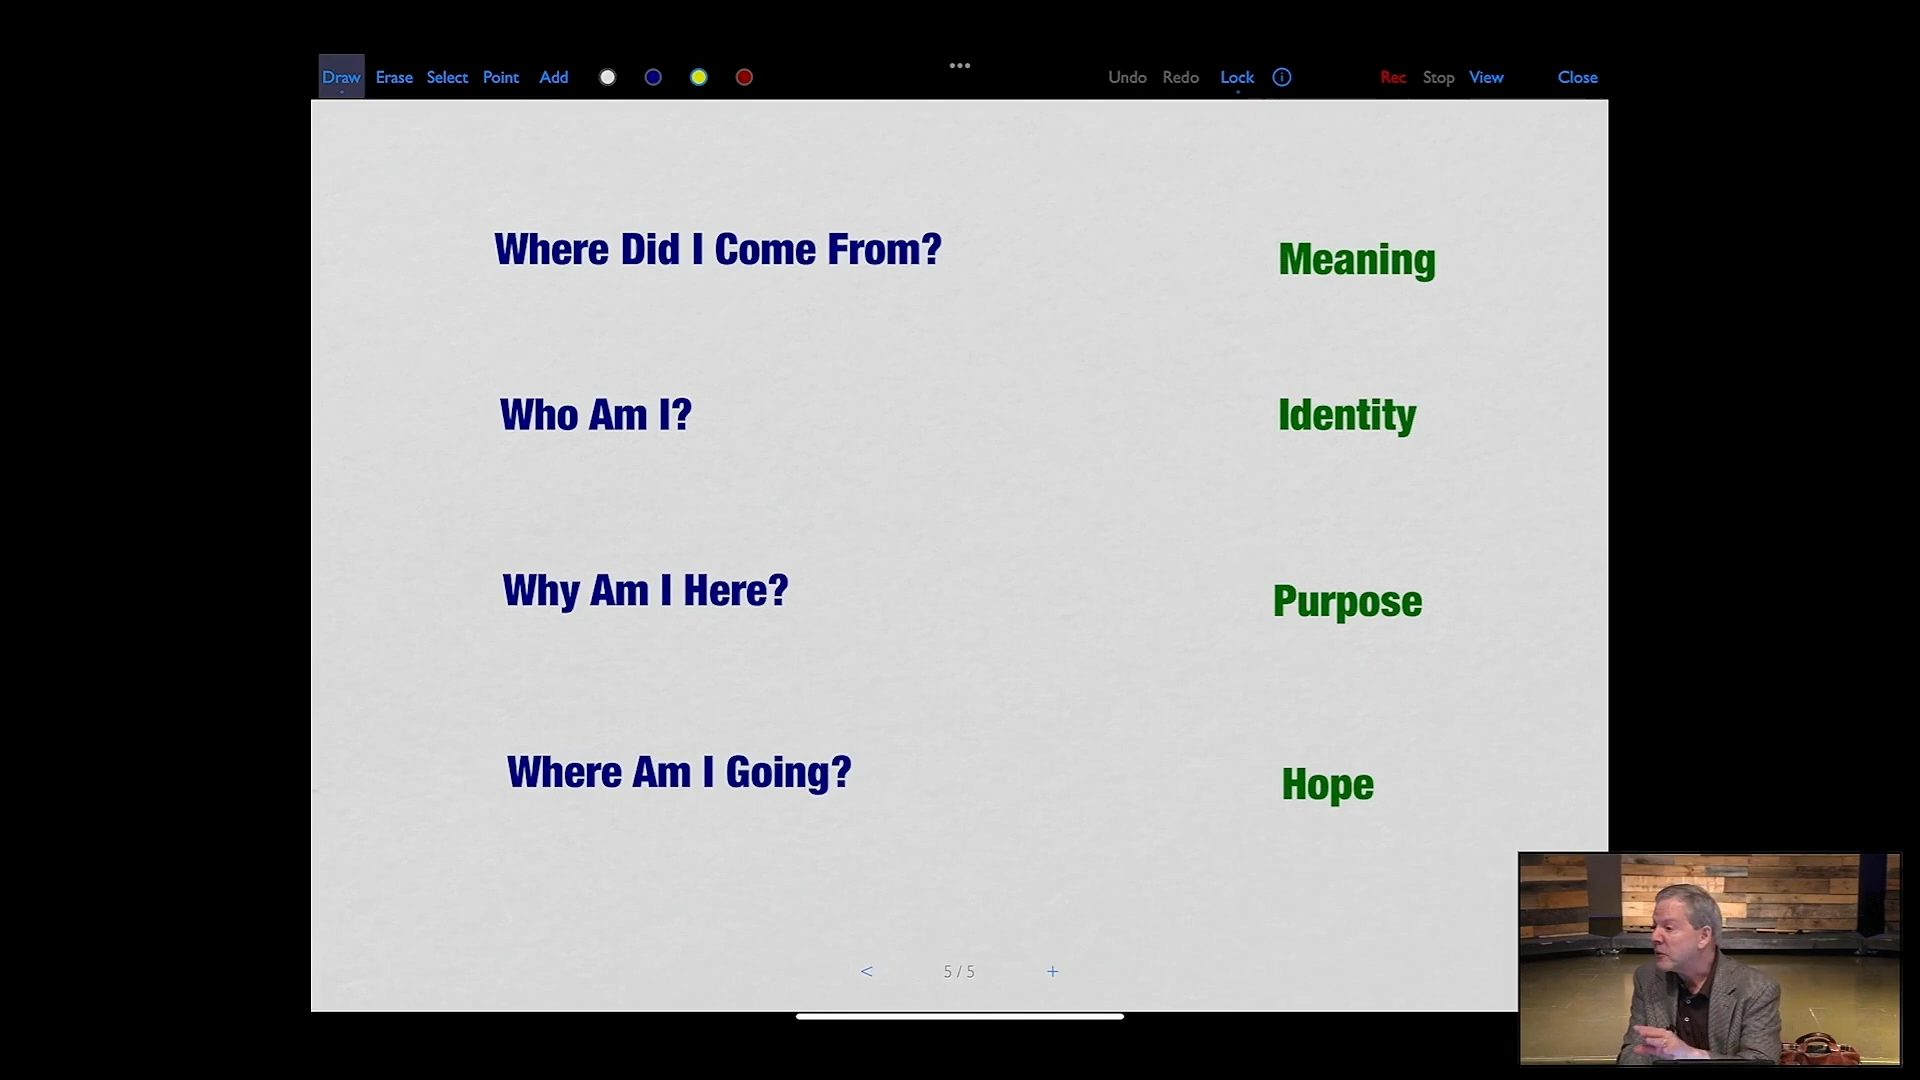 Draw Erase Select Point Add ••• Undo Redo Lock Rec Stop View Close
Where Did I Come From? Meaning
Who Am I? Identity
Why Am I Here? Purpose
Where Am I Going? Hope
< 5 / 5 +